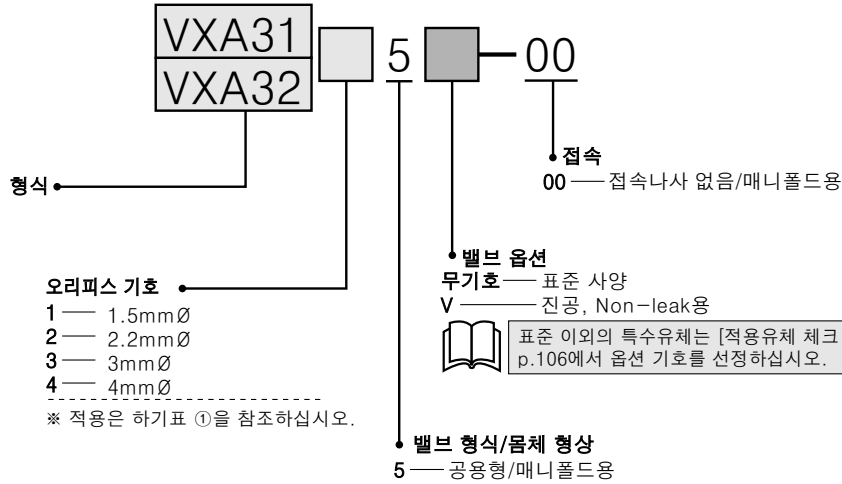 VXA31
VXA32
5
00
형식
접속
00 — 접속나사 없음/매니폴드용
오리피스 기호
1 — 1.5mmØ
2 — 2.2mmØ
3 — 3mmØ
4 — 4mmØ
※ 적용은 하기표 ①을 참조하십시오.
밸브 옵션
무기호 — 표준 사양
V — 진공, Non-leak용
표준 이외의 특수유체는 [적용유체 체크
p.106에서 옵션 기호를 선정하십시오.
밸브 형식/몸체 형상
5 — 공용형/매니폴드용